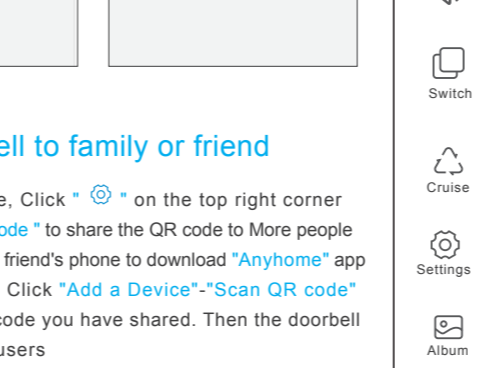 ell to family or friend
e, Click " " on the top right corner
ode " to share the QR code to More people
friend's phone to download "Anyhome" app
Click "Add a Device"-"Scan QR code"
code you have shared. Then the doorbell
users
Switch
Cruise
Settings
Album